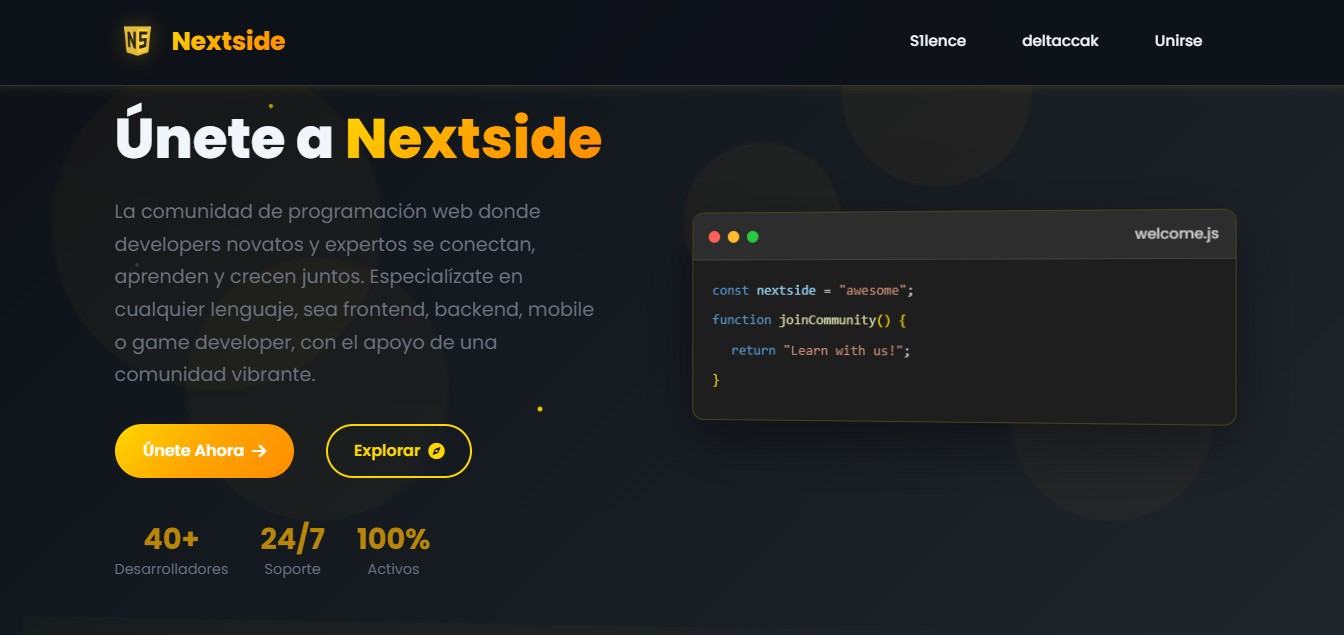 NS Nextside
S1lence deltaccak Unirse
Únete a Nextside
La comunidad de programación web donde
developers novatos y expertos se conectan,
aprenden y crecen juntos. Especialízate en
cualquier lenguaje, sea frontend, backend, mobile
o game developer, con el apoyo de una
comunidad vibrante.
Únete Ahora →
Explorar
40+ 24/7 100%
Desarrolladores Soporte Activos
welcome.js
const nextside = "awesome";
function joinCommunity() {
return "Learn with us!";
}